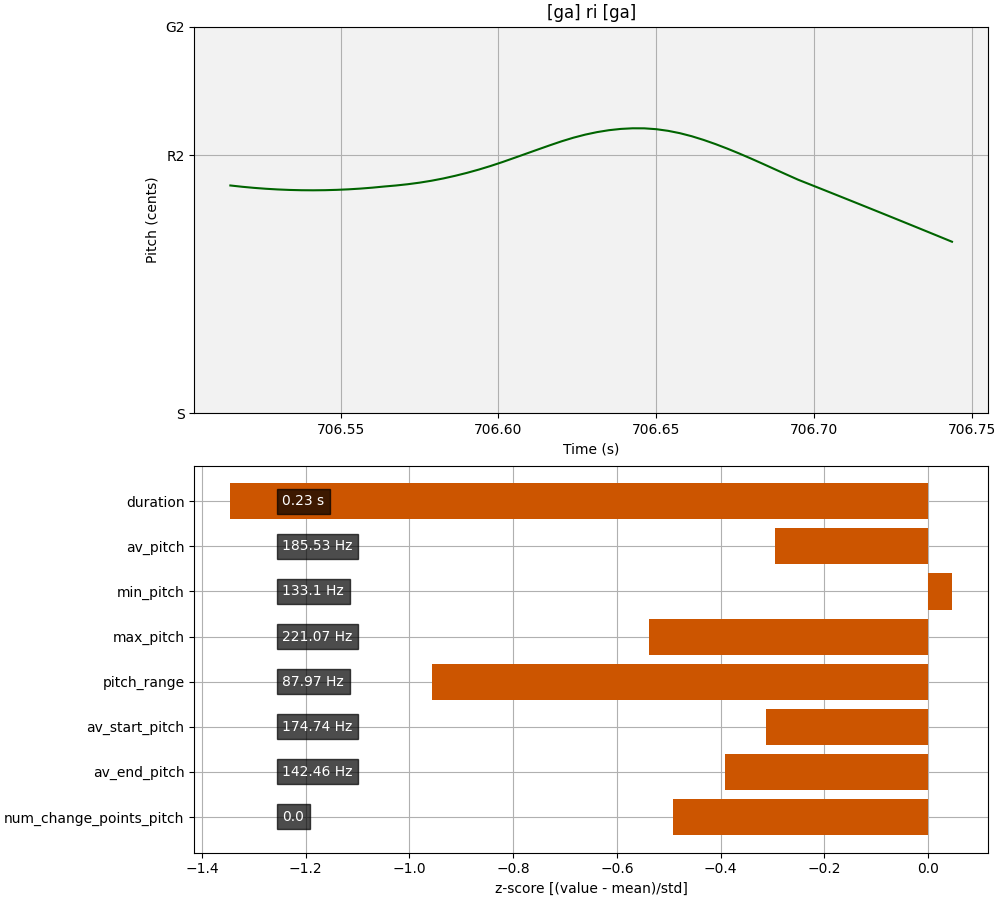 [ga] ri [ga]
G2
R2
S
Pitch (cents)
706.55 706.60 706.65 706.70 706.75
Time (s)
duration 0.23 s
av_pitch 185.53 Hz
min_pitch 133.1 Hz
max_pitch 221.07 Hz
pitch_range 87.97 Hz
av_start_pitch 174.74 Hz
av_end_pitch 142.46 Hz
num_change_points_pitch 0.0
−1.4 −1.2 −1.0 −0.8 −0.6 −0.4 −0.2 0.0
z-score [(value - mean)/std]